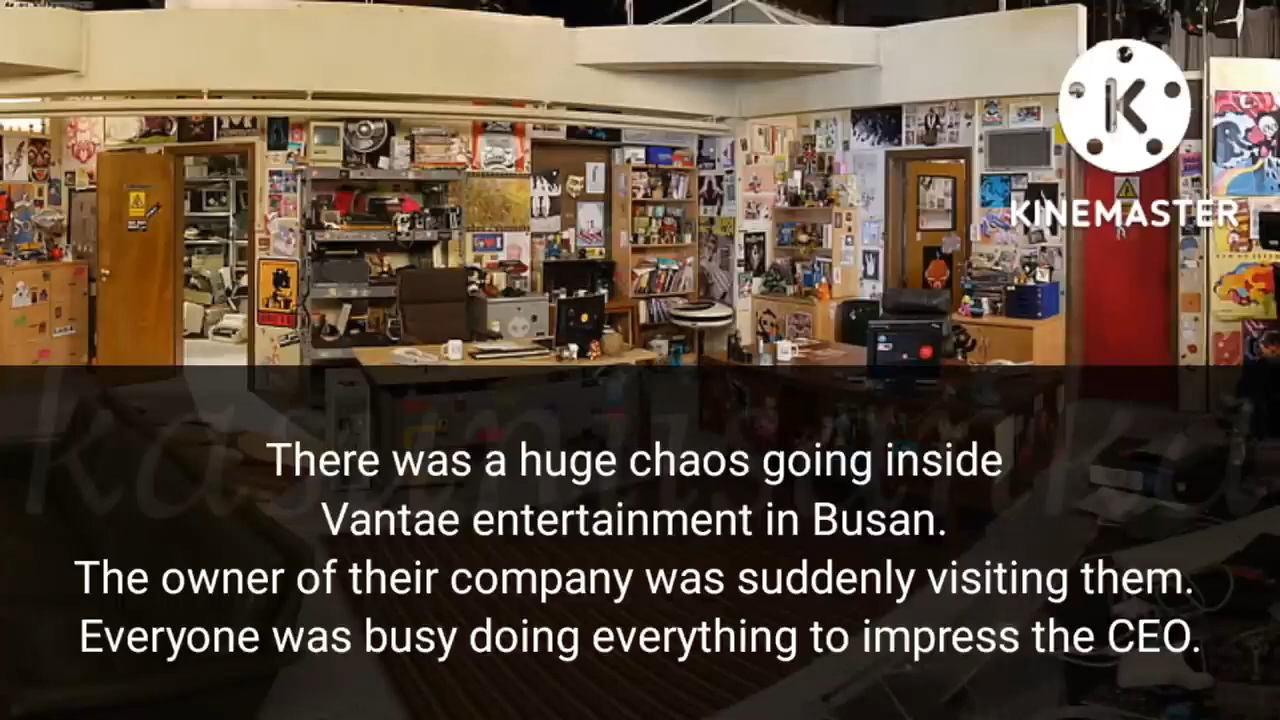 KINEMASTER
There was a huge chaos going inside
Vantae entertainment in Busan.
The owner of their company was suddenly visiting them.
Everyone was busy doing everything to impress the CEO.